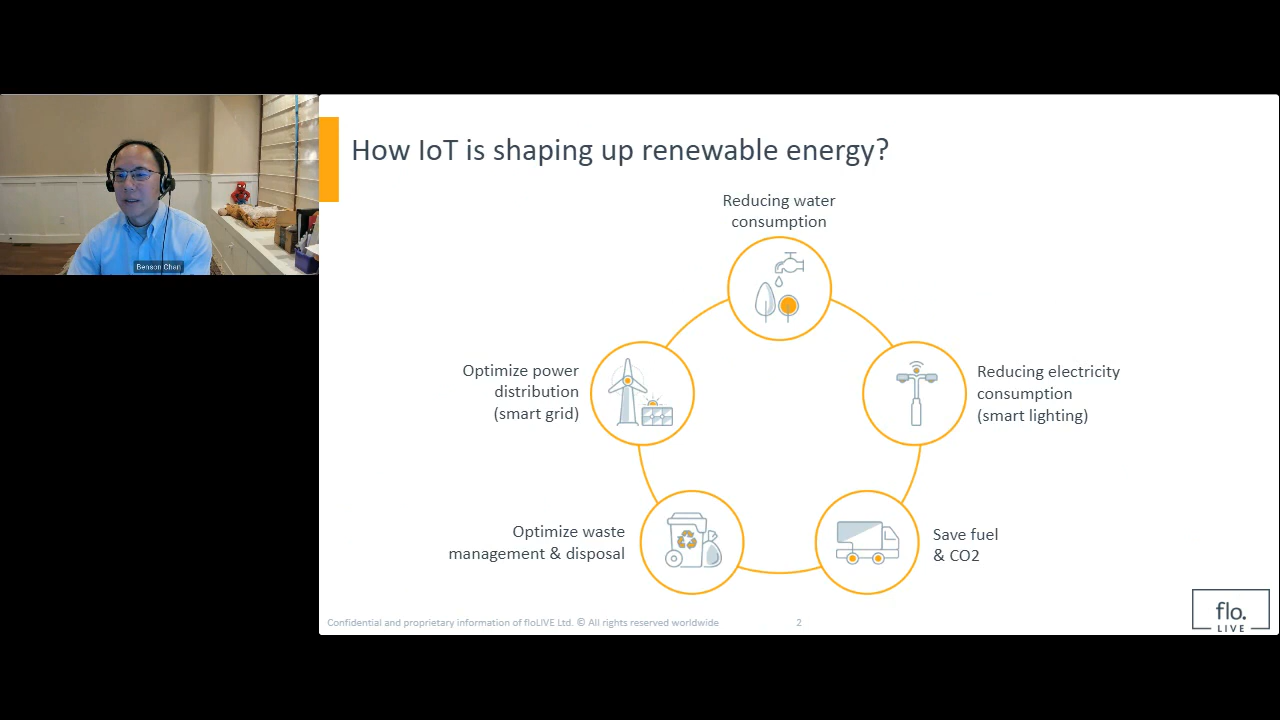 Benson Chan
How IoT is shaping up renewable energy?
Reducing water
consumption
Optimize power
distribution
(smart grid)
Reducing electricity
consumption
(smart lighting)
Optimize waste
management & disposal
Save fuel
& CO2
Confidential and proprietary information of floLIVE Ltd. © All rights reserved worldwide
2
flo.
LIVE